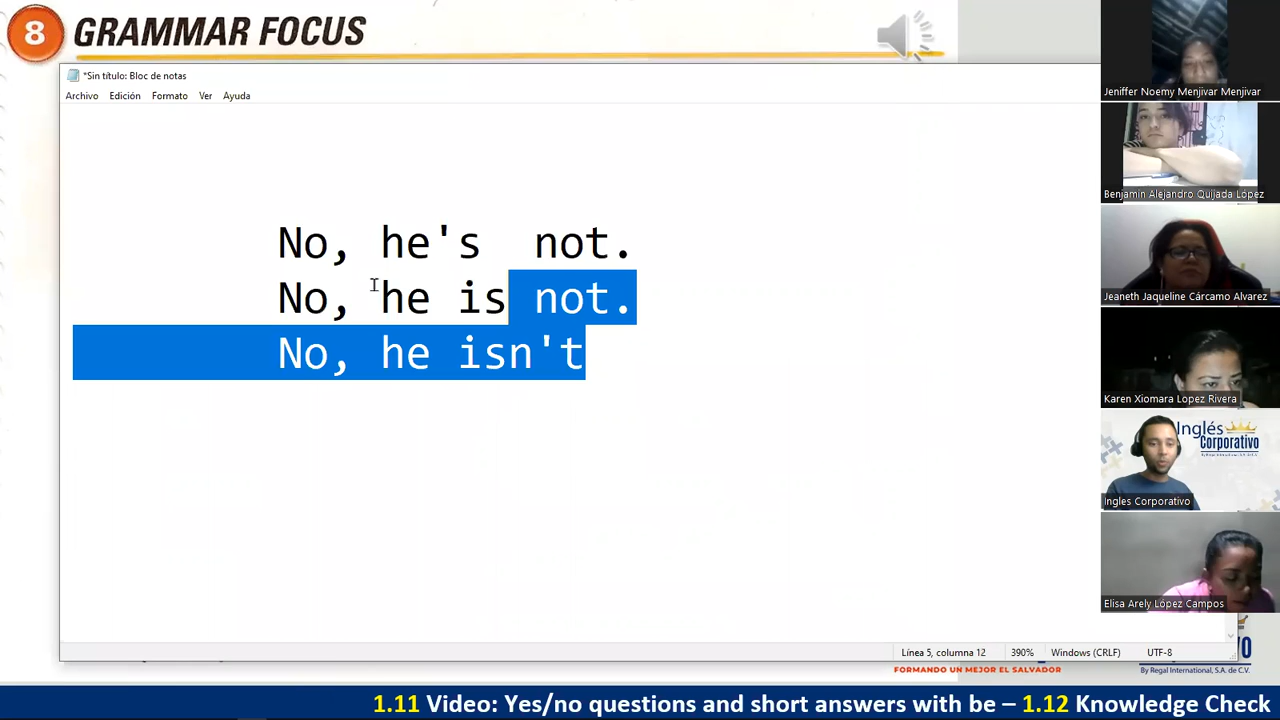 8 GRAMMAR FOCUS
*Sin título: Bloc de notas
Archivo Edición Formato Ver Ayuda
No, he's not.
No, he is not.
No, he isn't
Línea 5, columna 12 390% Windows (CRLF) UTF-8
FORMANDO UN MEJOR EL SALVADOR
By Regal International, S.A. de C.V.
1.11 Video: Yes/no questions and short answers with be – 1.12 Knowledge Check
Jeniffer Noemy Menjivar Menjivar
Benjamin Alejandro Quijada López
Jeaneth Jaqueline Cárcamo Alvarez
Karen Xiomara Lopez Rivera
Inglés
Corporativo
Ingles Corporativo
Elisa Arely López Campos